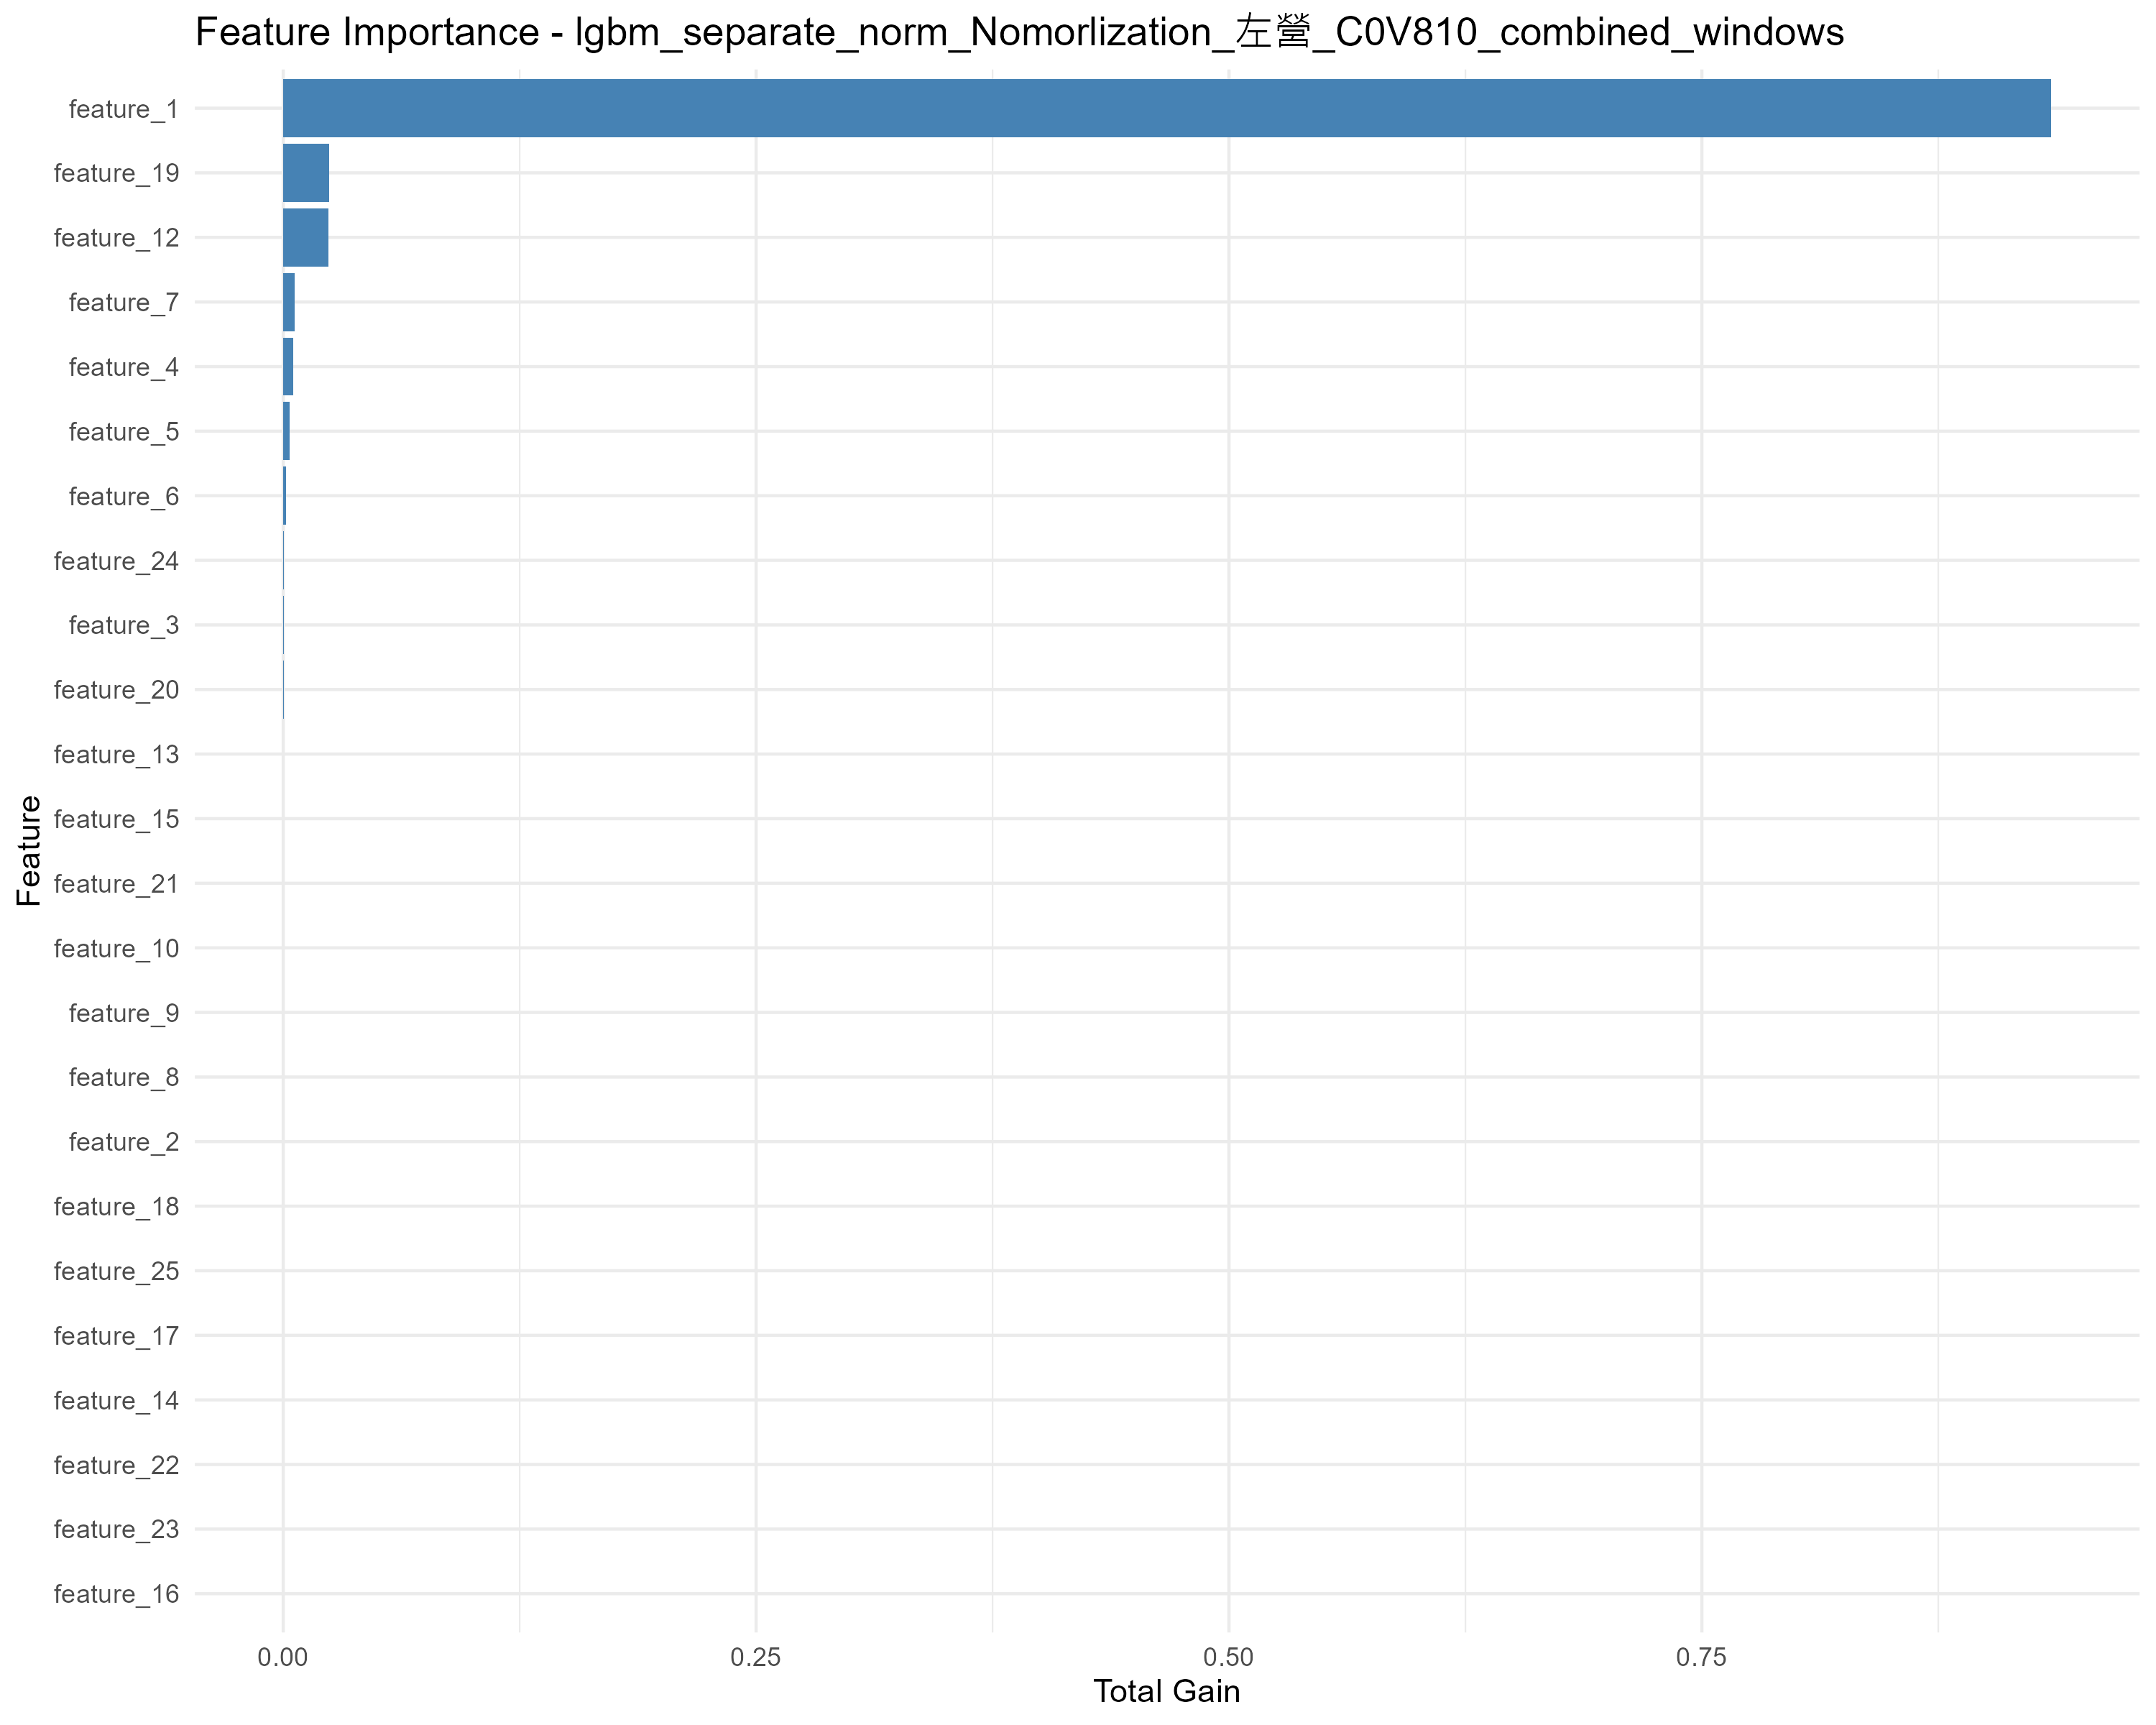 Feature Importance - lgbm_separate_norm_Nomorlization_左營_C0V810_combined_windows
feature_1
feature_19
feature_12
feature_7
feature_4
feature_5
feature_6
feature_24
feature_3
feature_20
feature_13
feature_15
feature_21
feature_10
feature_9
feature_8
feature_2
feature_18
feature_25
feature_17
feature_14
feature_22
feature_23
feature_16
Feature
0.00 0.25 0.50 0.75
Total Gain